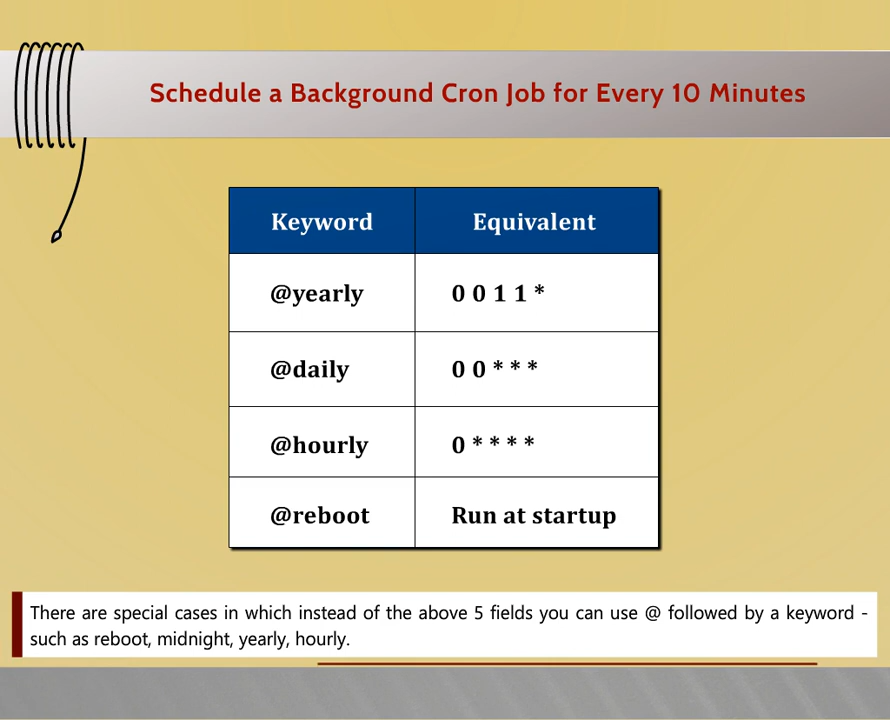 Schedule a Background Cron Job for Every 10 Minutes
Keyword Equivalent
@yearly 0 0 1 1 *
@daily 0 0 * * *
@hourly 0 * * * *
@reboot Run at startup
There are special cases in which instead of the above 5 fields you can use @ followed by a keyword -
such as reboot, midnight, yearly, hourly.